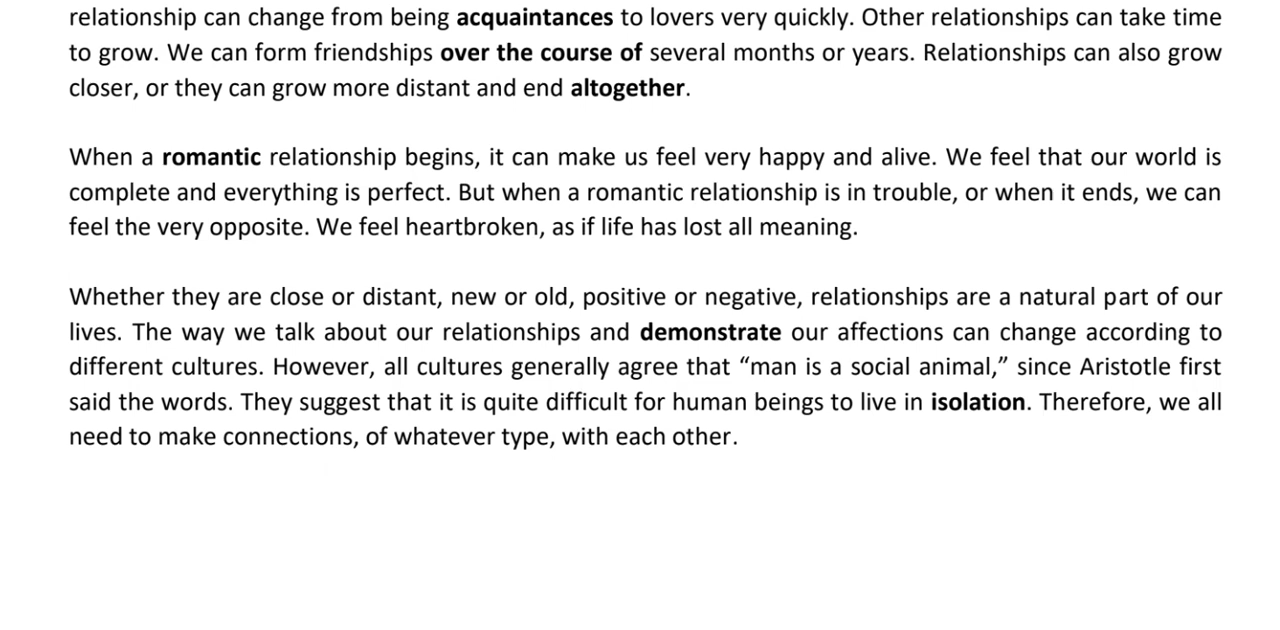 relationship can change from being acquaintances to lovers very quickly. Other relationships can take time
to grow. We can form friendships over the course of several months or years. Relationships can also grow
closer, or they can grow more distant and end altogether.
When a romantic relationship begins, it can make us feel very happy and alive. We feel that our world is
complete and everything is perfect. But when a romantic relationship is in trouble, or when it ends, we can
feel the very opposite. We feel heartbroken, as if life has lost all meaning.
Whether they are close or distant, new or old, positive or negative, relationships are a natural part of our
lives. The way we talk about our relationships and demonstrate our affections can change according to
different cultures. However, all cultures generally agree that “man is a social animal,” since Aristotle first
said the words. They suggest that it is quite difficult for human beings to live in isolation. Therefore, we all
need to make connections, of whatever type, with each other.